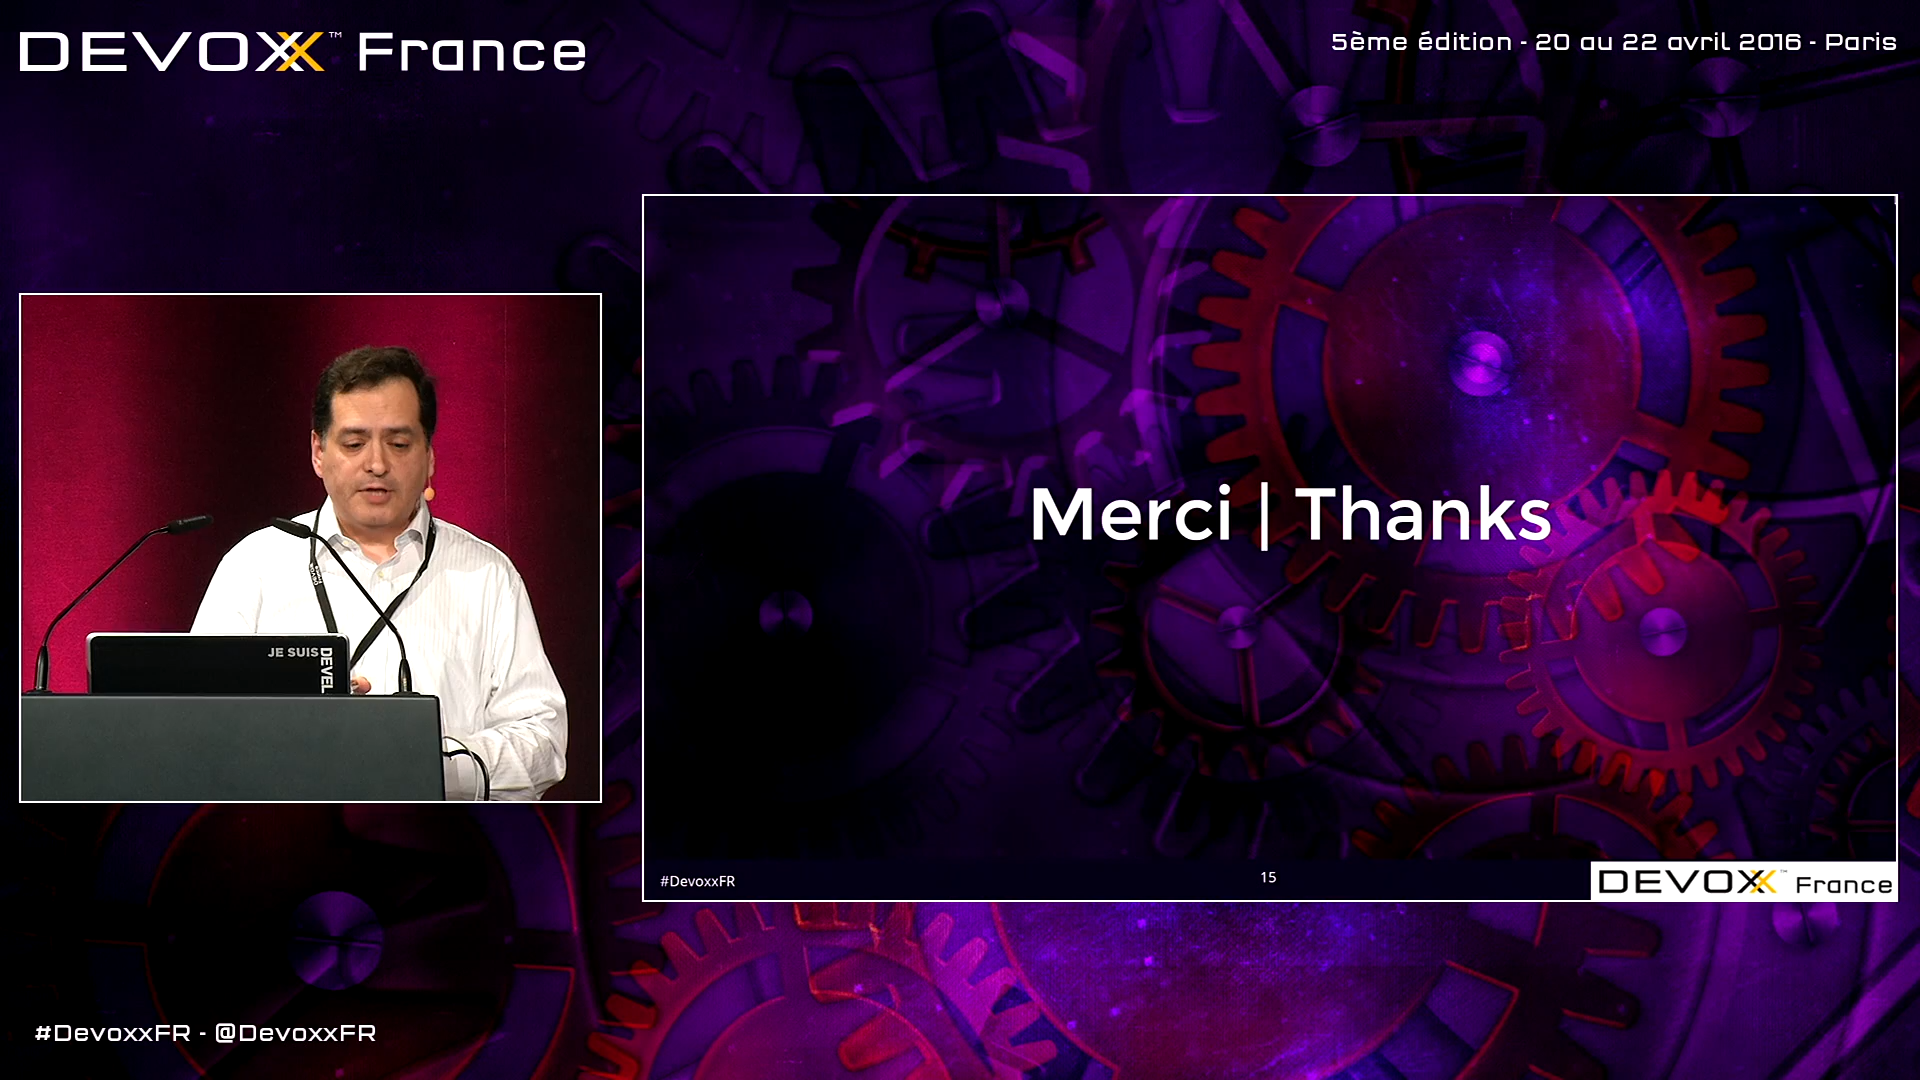 DEVOXX™ France
5ème édition - 20 au 22 avril 2016 - Paris
Merci | Thanks
JE SUIS
DEVEL
#DevoxxFR
15
DEVOXX™ France
#DevoxxFR - @DevoxxFR